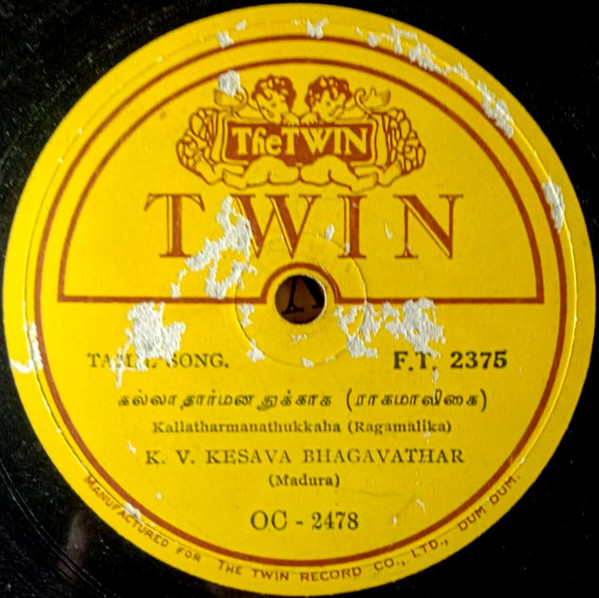 The TWIN
TWIN
SONG. F.T. 2375
கல்லாதார்மனதுக்காக (ராகமாலிகை)
Kallatharmanathukkaha (Ragamalika)
K. V. KESAVA BHAGAVATHAR
(Madura)
OC - 2478
MANUFACTURED FOR THE TWIN RECORD CO., LTD., DUM DUM.